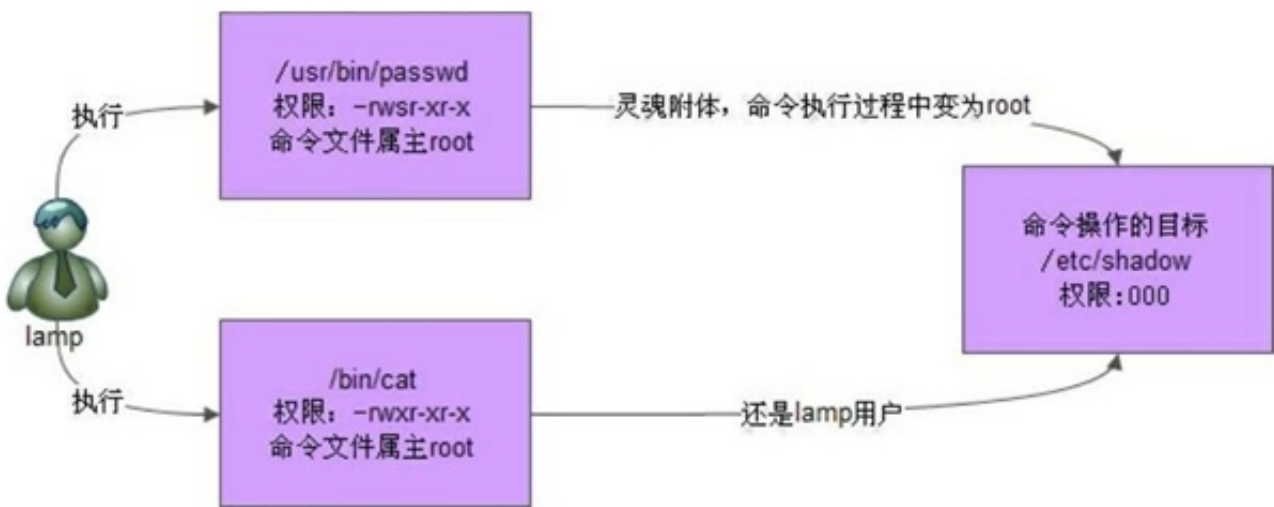 /usr/bin/passwd
权限：-rwsr-xr-x
命令文件属主root
执行
灵魂附体，命令执行过程中变为root
命令操作的目标
/etc/shadow
权限:000
lamp
执行
/bin/cat
权限：-rwxr-xr-x
命令文件属主root
还是lamp用户